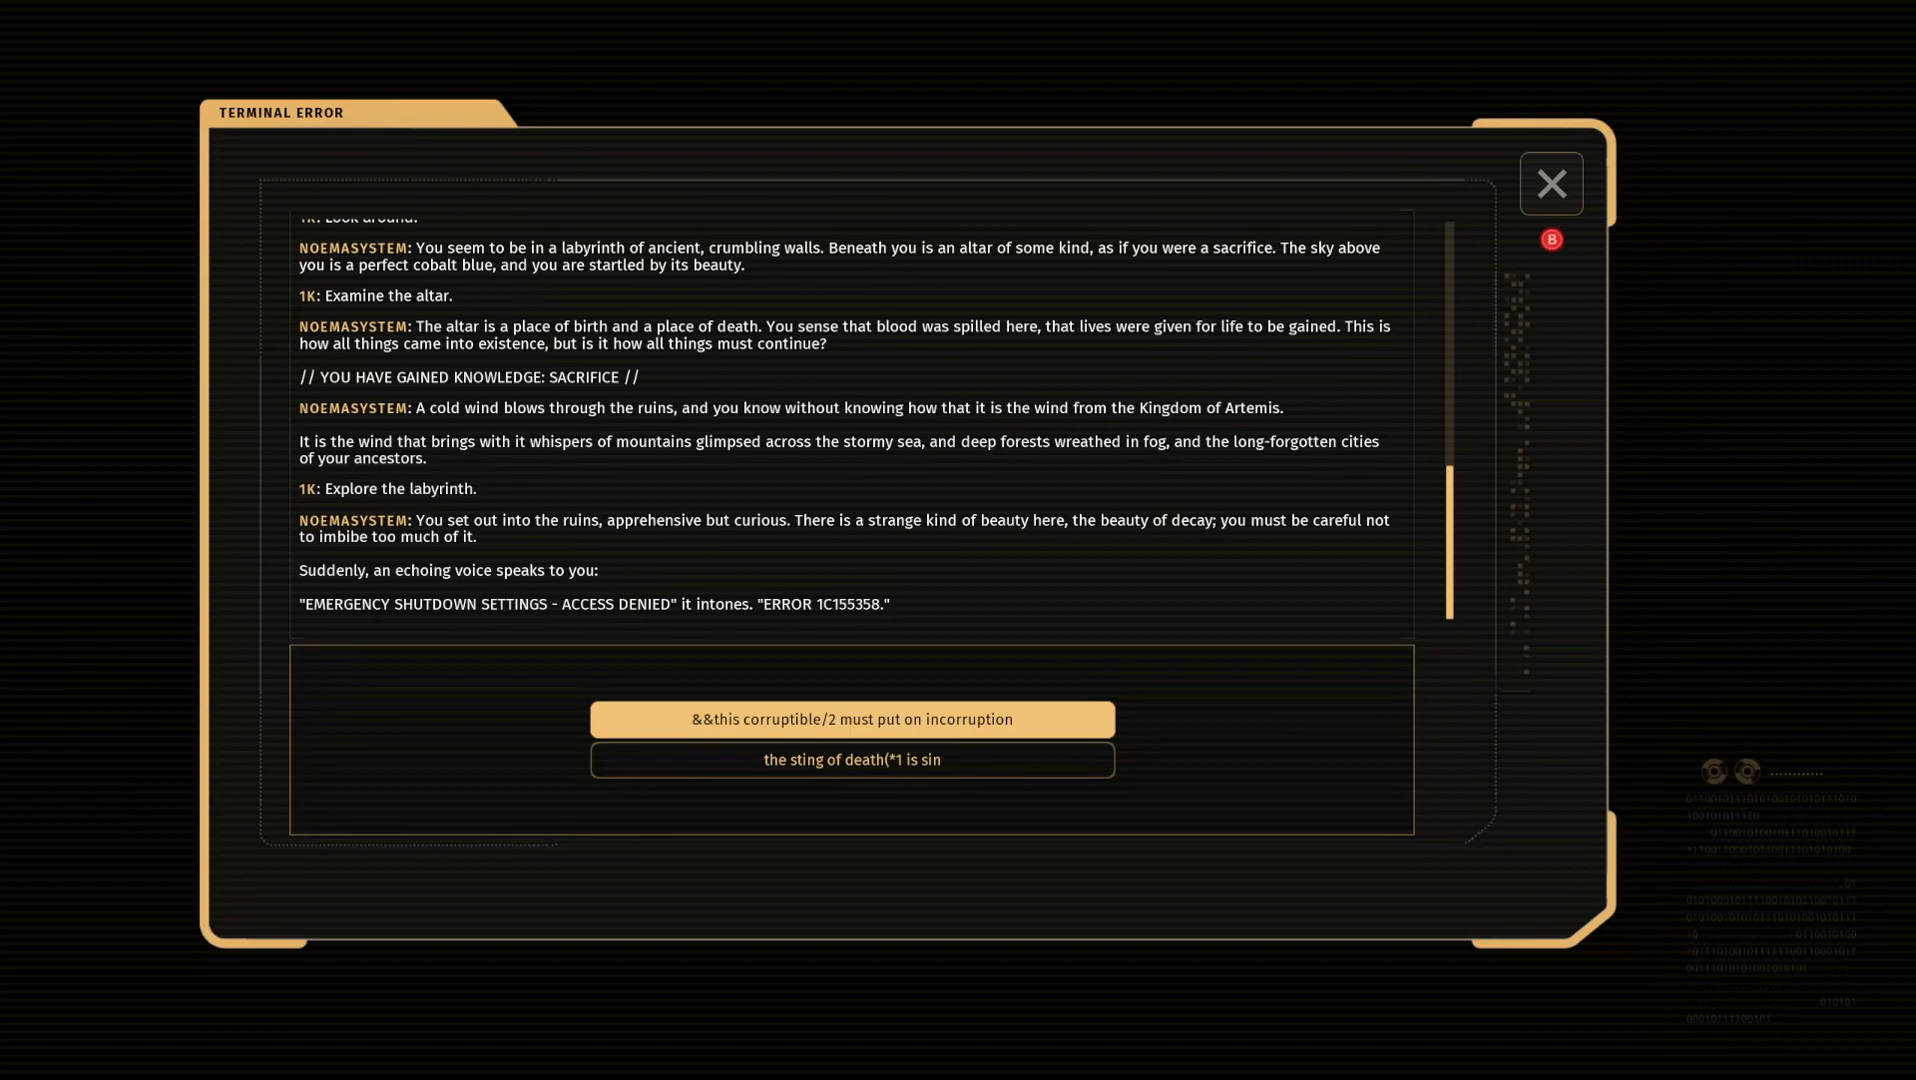 TERMINAL ERROR
1K: Look around.
B
NOEMASYSTEM: You seem to be in a labyrinth of ancient, crumbling walls. Beneath you is an altar of some kind, as if you were a sacrifice. The sky above
you is a perfect cobalt blue, and you are startled by its beauty.
1K: Examine the altar.
NOEMASYSTEM: The altar is a place of birth and a place of death. You sense that blood was spilled here, that lives were given for life to be gained. This is
how all things came into existence, but is it how all things must continue?
// YOU HAVE GAINED KNOWLEDGE: SACRIFICE //
NOEMASYSTEM: A cold wind blows through the ruins, and you know without knowing how that it is the wind from the Kingdom of Artemis.
It is the wind that brings with it whispers of mountains glimpsed across the stormy sea, and deep forests wreathed in fog, and the long-forgotten cities
of your ancestors.
1K: Explore the labyrinth.
NOEMASYSTEM: You set out into the ruins, apprehensive but curious. There is a strange kind of beauty here, the beauty of decay; you must be careful not
to imbibe too much of it.
Suddenly, an echoing voice speaks to you:
"EMERGENCY SHUTDOWN SETTINGS - ACCESS DENIED" it intones. "ERROR 1C155358."
&&this corruptible/2 must put on incorruption
the sting of death(*1 is sin